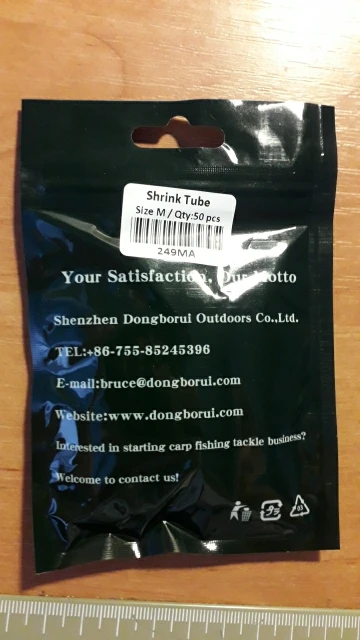 Shrink Tube
Size M / Qty:50 pcs
249MA
Your Satisfaction, Our Motto
Shenzhen Dongborui Outdoors Co.,Ltd.
TEL:+86-755-85245396
E-mail:bruce@dongborui.com
Website:www.dongborui.com
Interested in starting carp fishing tackle business?
Welcome to contact us!